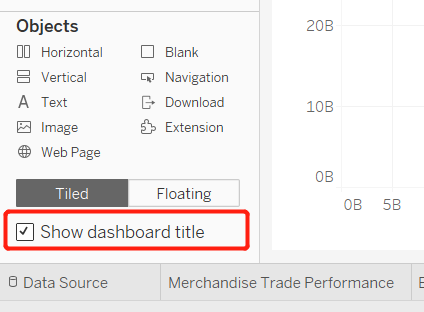 Objects
Horizontal
Blank
Vertical
Navigation
A Text
Download
Image
Extension
Web Page
Tiled
Floating
Show dashboard title
20B
10B
0B
0B 5B
Data Source
Merchandise Trade Performance